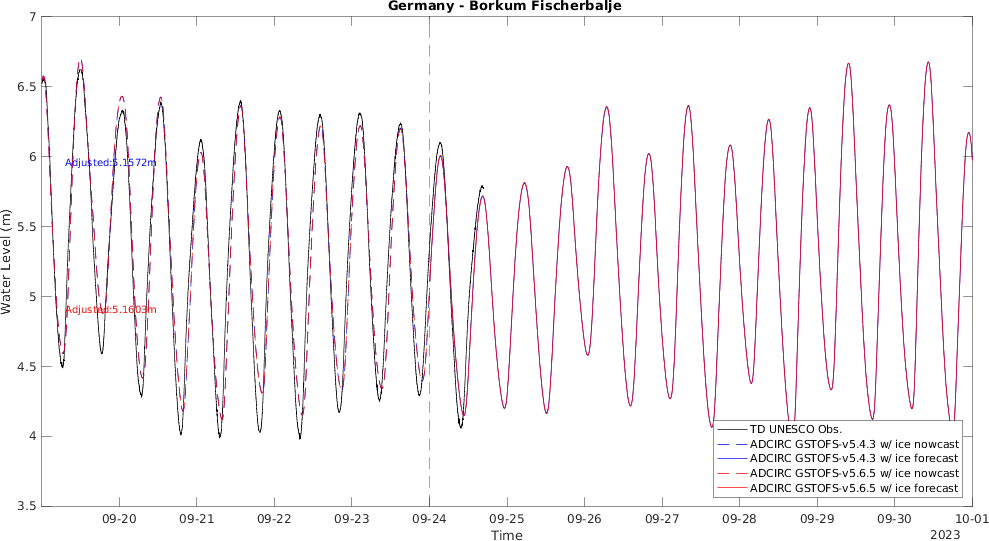 Germany - Borkum Fischerbalje
7
6.5
6
5.5
5
4.5
4
3.5
Water Level (m)
Adjusted:5.1572m
Adjusted:5.1603m
TD UNESCO Obs.
ADCIRC GSTOFS-v5.4.3 w/ ice nowcast
ADCIRC GSTOFS-v5.4.3 w/ ice forecast
ADCIRC GSTOFS-v5.6.5 w/ ice nowcast
ADCIRC GSTOFS-v5.6.5 w/ ice forecast
09-20 09-21 09-22 09-23 09-24 09-25 09-26 09-27 09-28 09-29 09-30 10-01
Time
2023